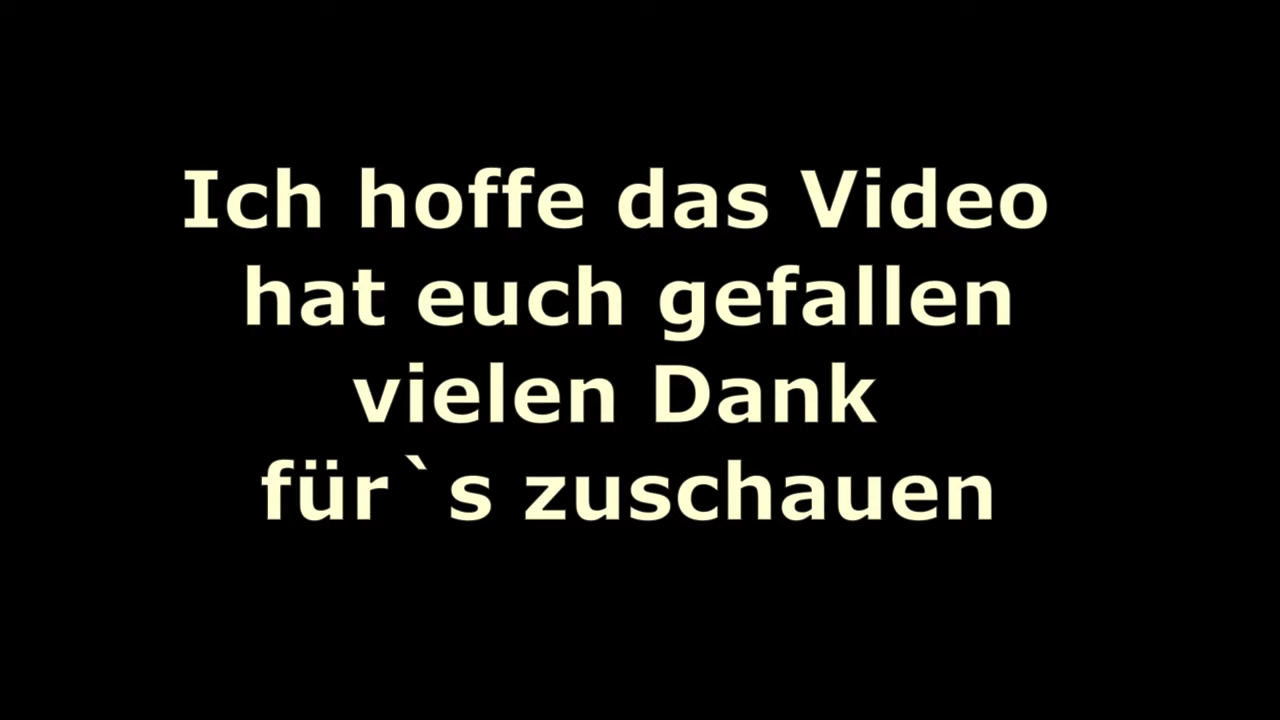 Ich hoffe das Video
hat euch gefallen
vielen Dank
für`s zuschauen